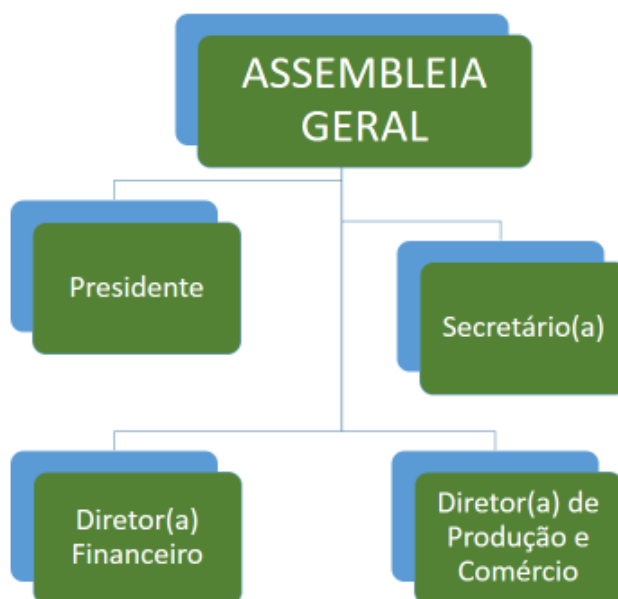 ASSEMBLEIA
GERAL
Presidente
Secretário(a)
Diretor(a)
Financeiro
Diretor(a) de
Produção e
Comércio